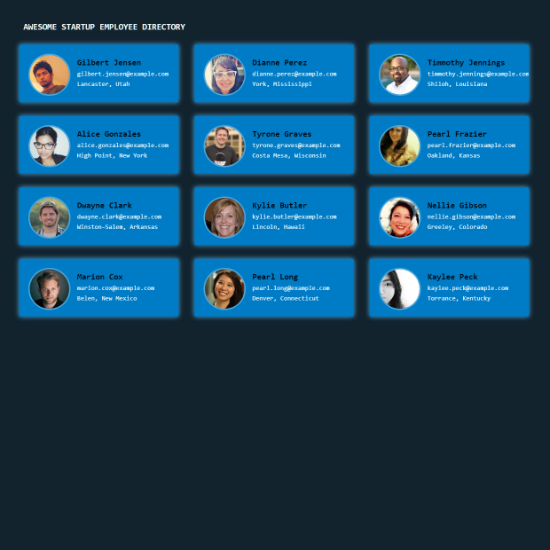 AWESOME STARTUP EMPLOYEE DIRECTORY
Gilbert Jensen
gilbert.jensen@example.com
Lancaster, Utah
Dianne Perez
dianne.perez@example.com
York, Mississippi
Timmothy Jennings
timmothy.jennings@example.com
Shiloh, Louisiana
Alice Gonzales
alice.gonzales@example.com
High Point, New York
Tyrone Graves
tyrone.graves@example.com
Costa Mesa, Wisconsin
Pearl Frazier
pearl.frazier@example.com
Oakland, Kansas
Dwayne Clark
dwayne.clark@example.com
Winston-Salem, Arkansas
Kylie Butler
kylie.butler@example.com
Lincoln, Hawaii
Nellie Gibson
nellie.gibson@example.com
Greeley, Colorado
Marion Cox
marion.cox@example.com
Belen, New Mexico
Pearl Long
pearl.long@example.com
Denver, Connecticut
Kaylee Peck
kaylee.peck@example.com
Torrance, Kentucky